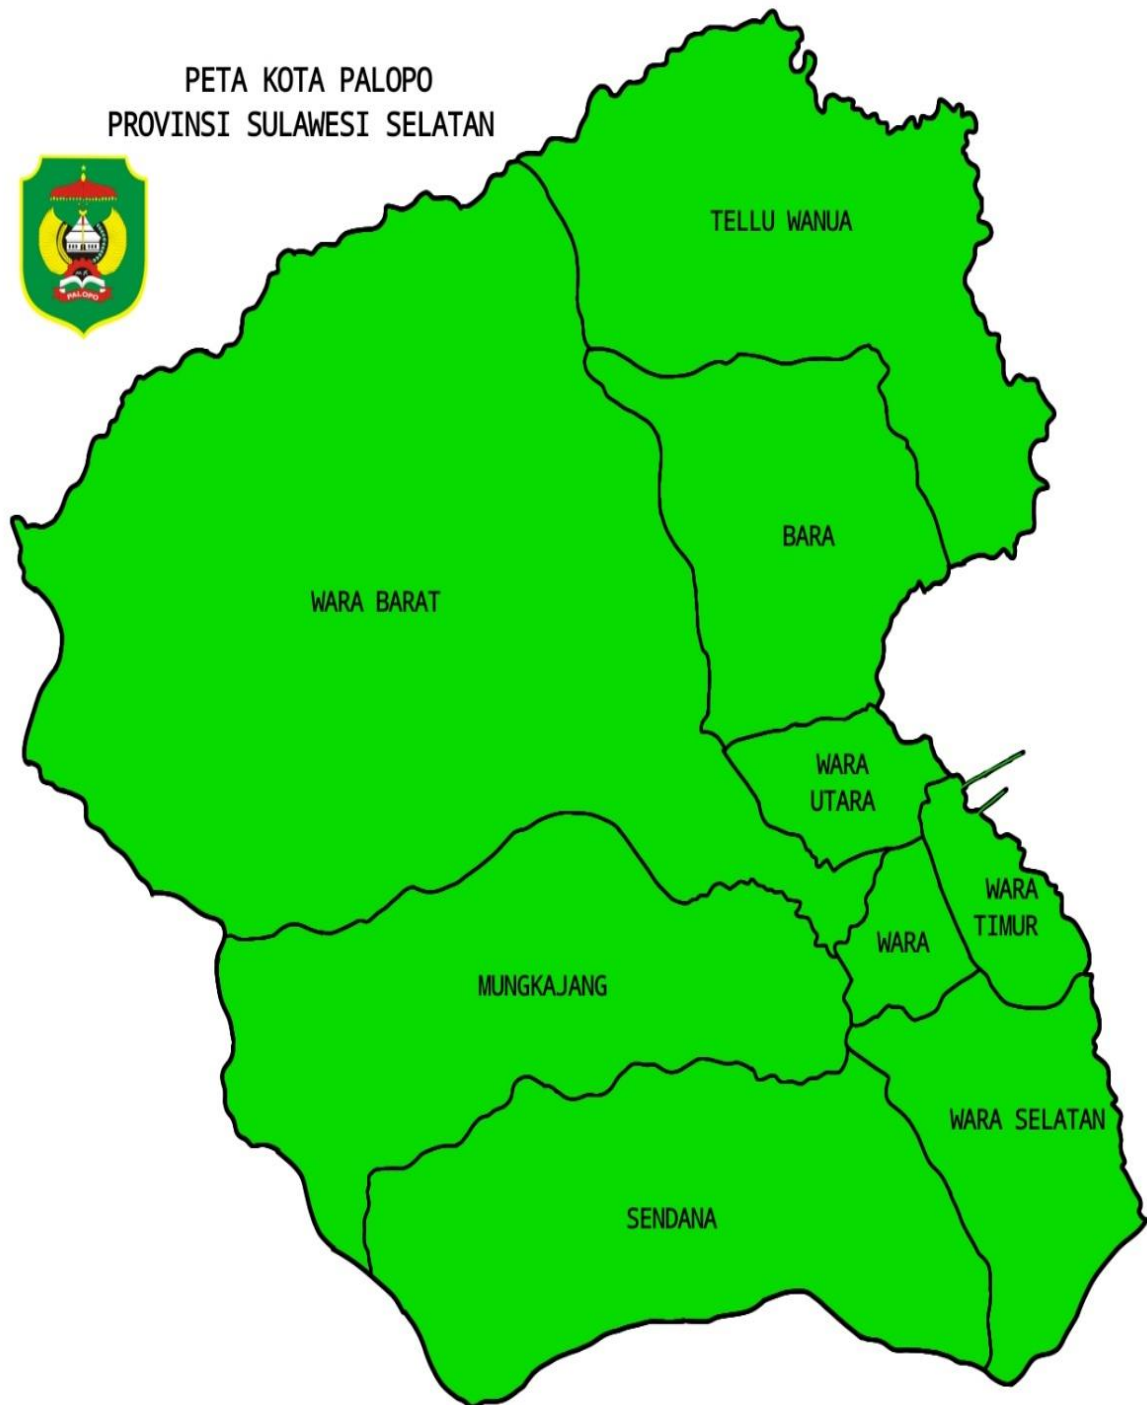 PETA KOTA PALOPO
PROVINSI SULAWESI SELATAN
PALOPO
TELLU WANUA
BARA
WARA BARAT
WARA
UTARA
WARA
TIMUR
WARA
MUNGKAJANG
WARA SELATAN
SENDANA